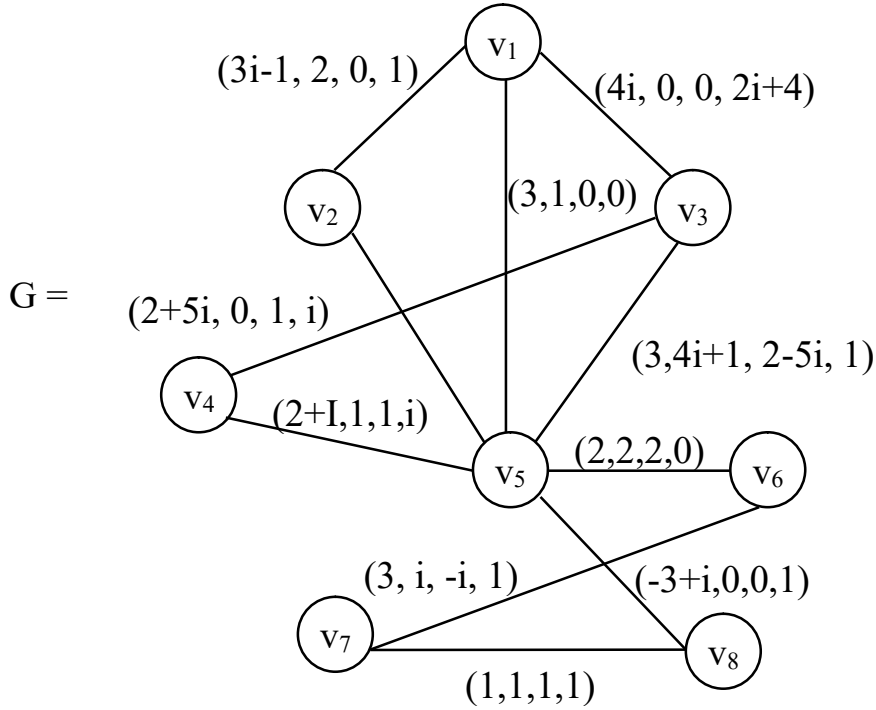 v₁
(3i-1, 2, 0, 1)
(4i, 0, 0, 2i+4)
v₂
(3,1,0,0)
v₃
G =
(2+5i, 0, 1, i)
(3,4i+1, 2-5i, 1)
v₄
(2+I,1,1,i)
v₅
(2,2,2,0)
v₆
(3, i, -i, 1)
(-3+i,0,0,1)
v₇
v₈
(1,1,1,1)